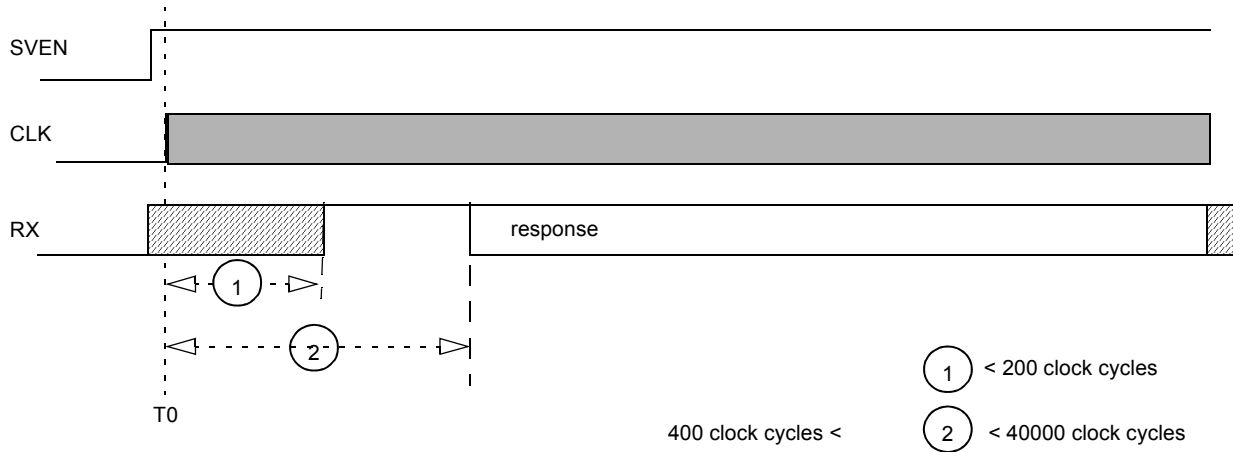 SVEN
CLK
RX
response
1
2
T0
1 < 200 clock cycles
400 clock cycles < 2 < 40000 clock cycles